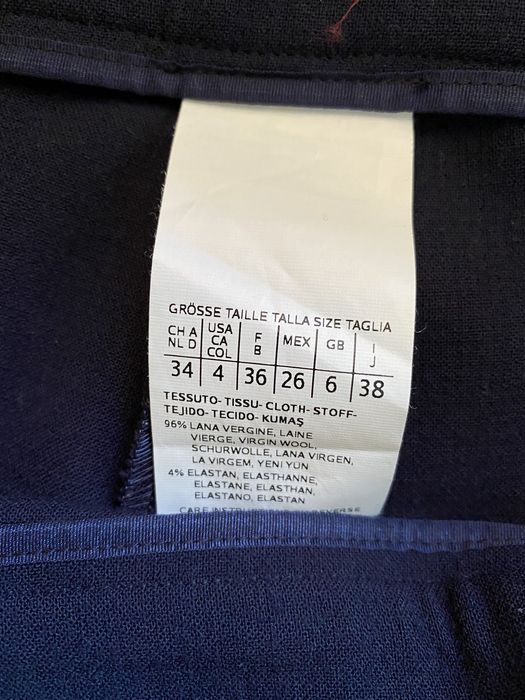 GRÖSSE TAILLE TALLA SIZE TAGLIA
CH A NL D USA CA COL F B MEX GB I J
34 4 36 26 6 38
TESSUTO- TISSU- CLOTH- STOFF-
TEJIDO- TECIDO- KUMAŞ
96% LANA VERGINE, LAINE
VIERGE, VIRGIN WOOL,
SCHURWOLLE, LANA VIRGEN,
LA VIRGEM, YENI YUN
4% ELASTAN, ELASTHANNE,
ELASTANE, ELASTHAN,
ELASTANO, ELASTAN
CARE